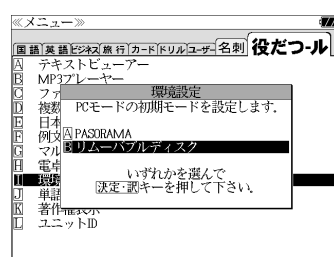 ≪メニュー≫
国語 英語 ビジネス 旅行 カード ドリル ユーザー 名刺 役だつール
A テキストビューアー
B MP3プレーヤー
C ファ
D 複数
E 日本
F 例文
G マル
H 電卓
I 環境
J 単語
K 著作権表示
L ユニットID
環境設定
PCモードの初期モードを設定します。
A PASORAMA
B リムーバブルディスク
いずれかを選んで
決定・訳キーを押して下さい。